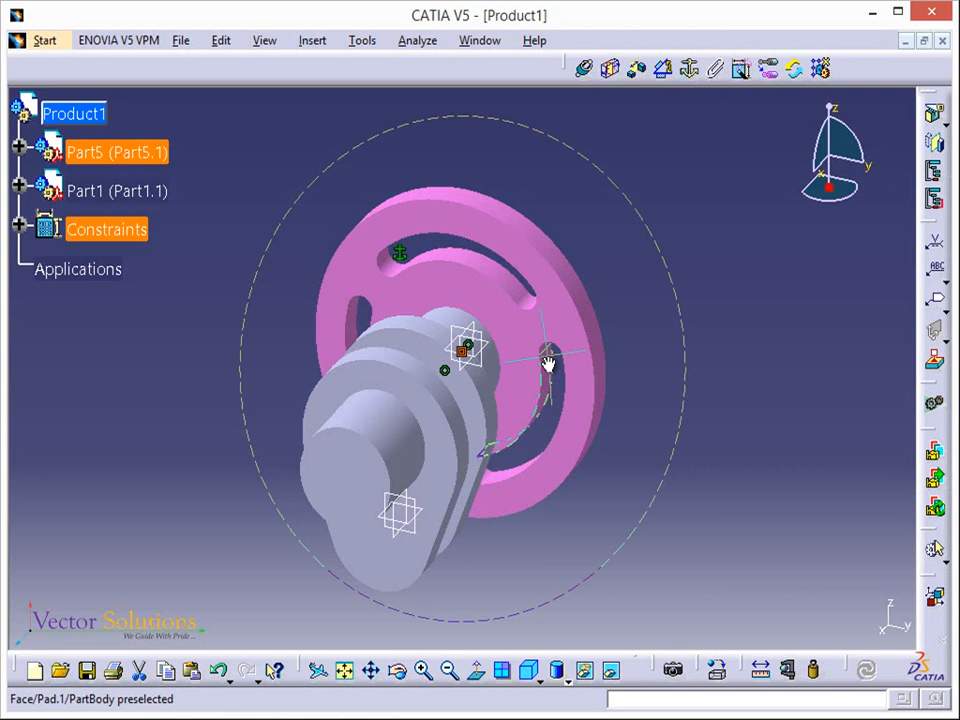 CATIA V5 - [Product1]
Start ENOVIA V5 VPM File Edit View Insert Tools Analyze Window Help
Product1
Part5 (Part5.1)
Part1 (Part1.1)
Constraints
Applications
z
y
x
ABC
Vector Solutions
We Guide With Pride ...
z
x y
CATIA
Face/Pad.1/PartBody preselected